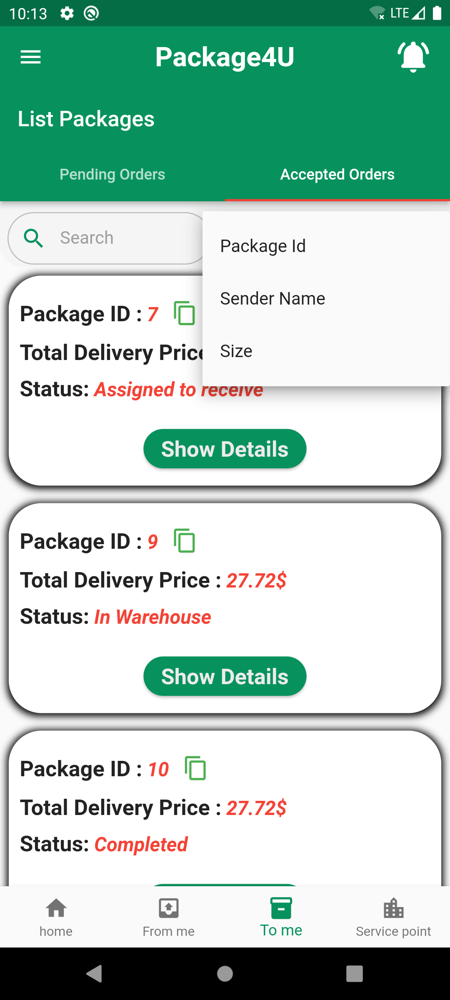 10:13
LTE
Package4U
List Packages
Pending Orders
Accepted Orders
Search
Package Id
Sender Name
Size
Package ID : 7
Total Delivery Price
Status: Assigned to receive
Show Details
Package ID : 9
Total Delivery Price : 27.72$
Status: In Warehouse
Show Details
Package ID : 10
Total Delivery Price : 27.72$
Status: Completed
home
From me
To me
Service point